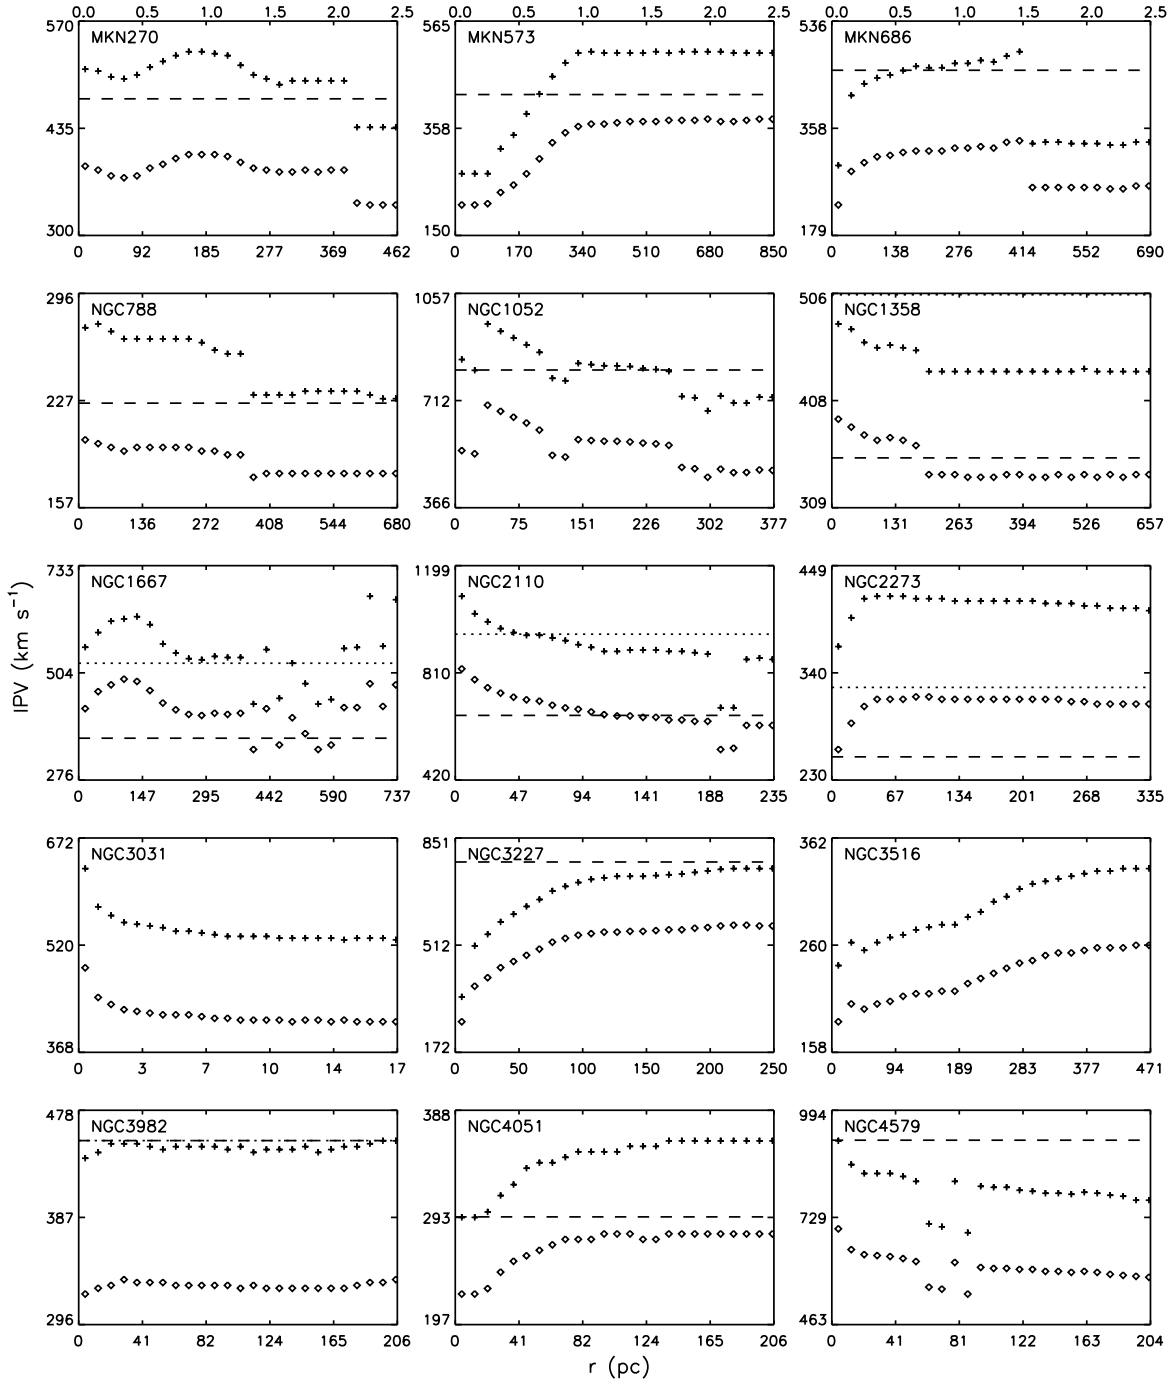 0.0 0.5 1.0 1.5 2.0 2.5 0.0 0.5 1.0 1.5 2.0 2.5 0.0 0.5 1.0 1.5 2.0 2.5
570 MKN270 565 MKN573 536 MKN686
435 358 358
300 150 179
0 92 185 277 369 462 0 170 340 510 680 850 0 138 276 414 552 690
296 NGC788 1057 NGC1052 506 NGC1358
227 712 408
157 366 309
0 136 272 408 544 680 0 75 151 226 302 377 0 131 263 394 526 657
733 NGC1667 1199 NGC2110 449 NGC2273
IPV (km s⁻¹)
504 810 340
276 420 230
0 147 295 442 590 737 0 47 94 141 188 235 0 67 134 201 268 335
672 NGC3031 851 NGC3227 362 NGC3516
520 512 260
368 172 158
0 3 7 10 14 17 0 50 100 150 200 250 0 94 189 283 377 471
478 NGC3982 388 NGC4051 994 NGC4579
387 293 729
296 197 463
0 41 82 124 165 206 0 41 82 124 165 206 0 41 81 122 163 204
r (pc)